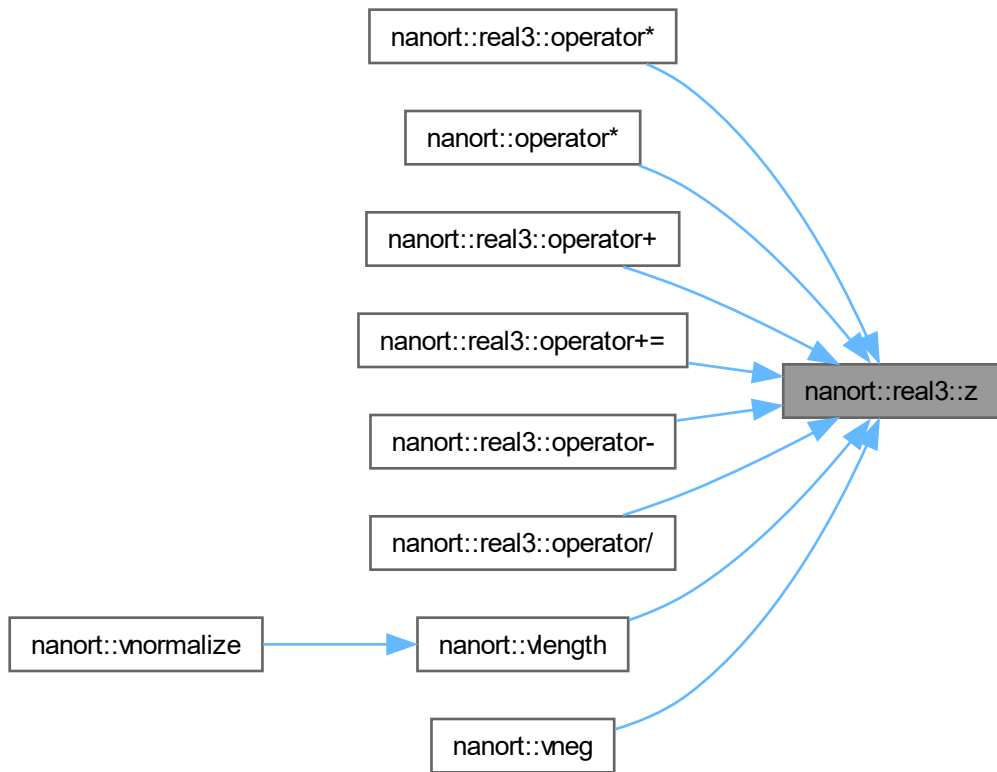 nanort::real3::operator*
nanort::operator*
nanort::real3::operator+
nanort::real3::operator+=
nanort::real3::z
nanort::real3::operator-
nanort::real3::operator/
nanort::vnormalize
nanort::vlength
nanort::vneg